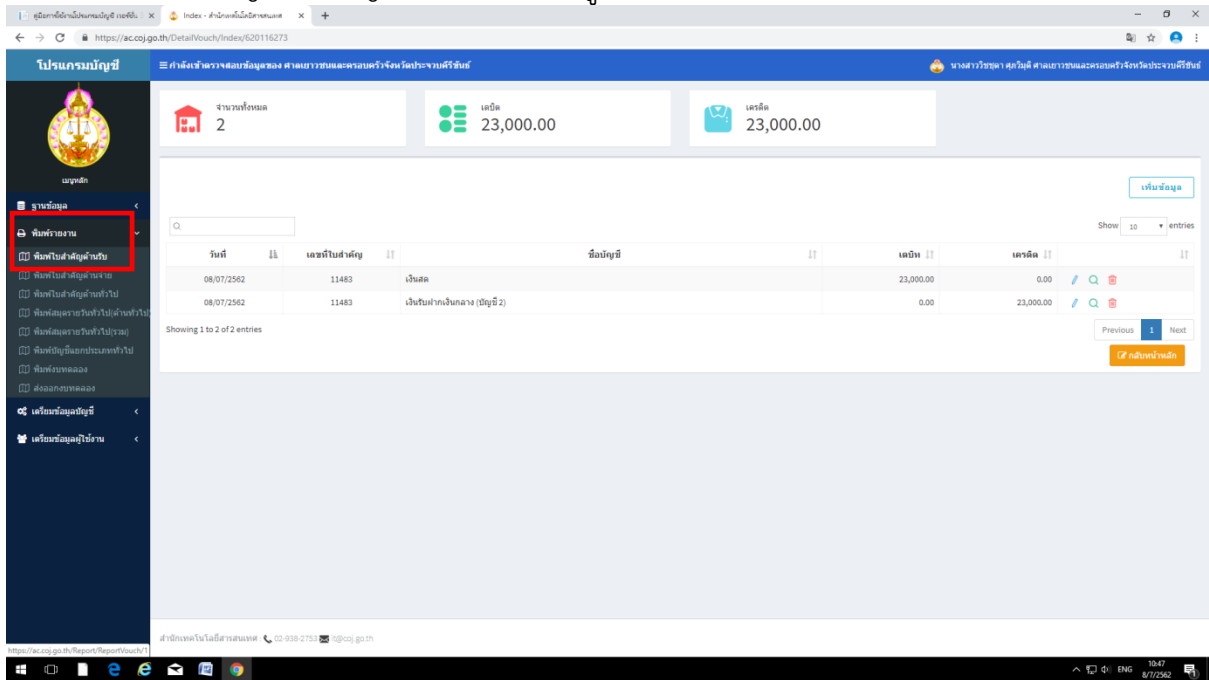 คู่มือการใช้งานโปรแกรมบัญชี เวอร์ชั่น
Index - สำนักเทคโนโลยีสารสนเทศ
https://ac.coj.go.th/DetailVouch/Index/620116273
โปรแกรมบัญชี
กำลังเข้าตรวจสอบข้อมูลของ ศาลเยาวชนและครอบครัวจังหวัดประจวบคีรีขันธ์
ศาลเยาวชนและครอบครัวจังหวัดประจวบคีรีขันธ์
จำนวนทั้งหมด
2
เดบิต
23,000.00
เครดิต
23,000.00
เมนูหลัก
ฐานข้อมูล
พิมพ์รายงาน
พิมพ์ใบสำคัญด้านรับ
พิมพ์ใบสำคัญด้านจ่าย
พิมพ์ใบสำคัญด้านทั่วไป
พิมพ์สมุดรายวันทั่วไป(ด้านทั่วไป)
พิมพ์สมุดรายวันทั่วไป(รวม)
พิมพ์บัญชีแยกประเภททั่วไป
พิมพ์งบทดลอง
ส่งออกงบทดลอง
เตรียมข้อมูลบัญชี
เตรียมข้อมูลผู้ใช้งาน
เพิ่มข้อมูล
Show 10 entries
วันที่ เลขที่ใบสำคัญ ชื่อบัญชี เดบิท เครดิต
08/07/2562 11483 เงินสด 23,000.00 0.00
08/07/2562 11483 เงินรับฝากเงินกลาง (บัญชี 2) 0.00 23,000.00
Showing 1 to 2 of 2 entries
Previous 1 Next
กลับหน้าหลัก
สำนักเทคโนโลยีสารสนเทศ : 02-938-2753 it@coj.go.th
https://ac.coj.go.th/Report/ReportVouch/1
ENG
10:47
8/7/2562